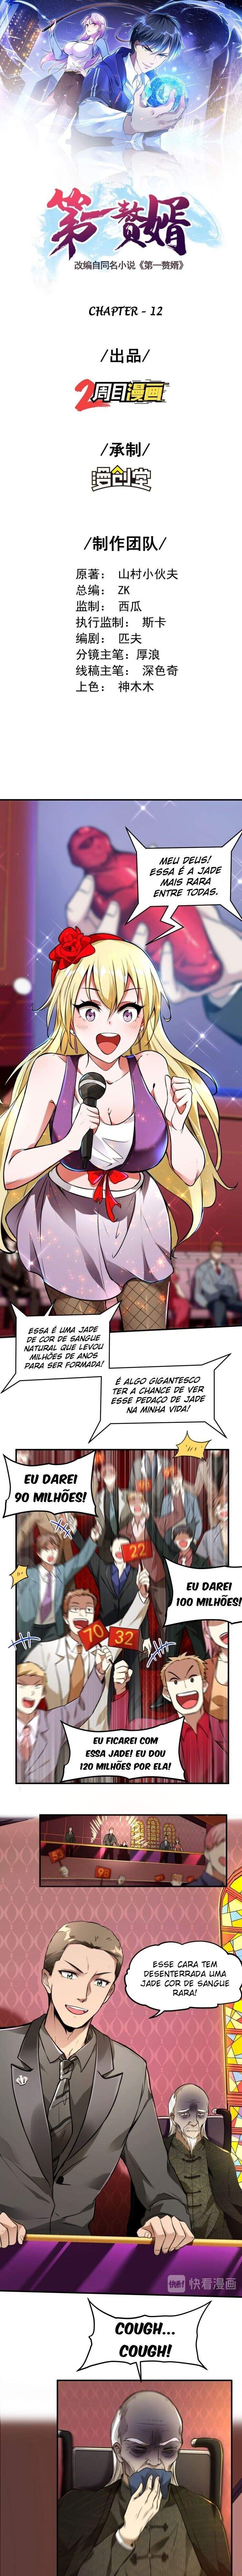 第一赘婿
改编自同名小说《第一赘婿》
CHAPTER - 12
/出品/
2周目漫画
/承制/
漫创堂
/制作团队/
原著： 山村小伙夫
总编： ZK
监制： 西瓜
执行监制： 斯卡
编剧： 匹夫
分镜主笔：厚浪
线稿主笔： 深色奇
上色： 神木木
MEU DEUS!
ESSA É A JADE
MAIS RARA
ENTRE TODAS.
ESSA É UMA JADE
DE COR DE SANGUE
NATURAL QUE LEVOU
MILHÕES DE ANOS
PARA SER FORMADA!
É ALGO GIGANTESCO
TER A CHANCE DE VER
ESSE PEDAÇO DE JADE
NA MINHA VIDA!
EU DAREI
90 MILHÕES!
22
EU DAREI
100 MILHÕES!
70
32
EU FICAREI COM
ESSA JADE! EU DOU
120 MILHÕES POR ELA!
98
ESSE CARA TEM
DESENTERRADA UMA
JADE COR DE SANGUE
RARA!
快看漫画
COUGH...
COUGH!